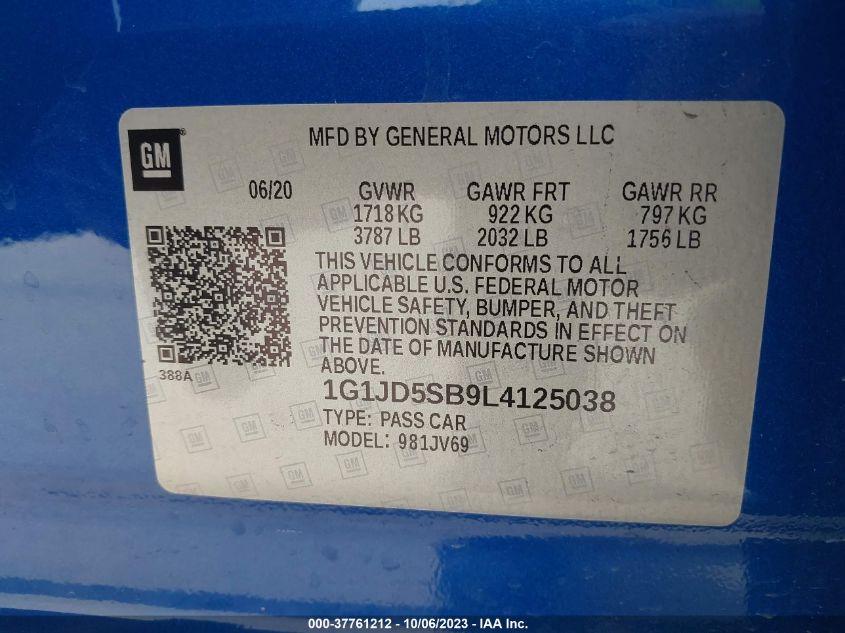 GM
MFD BY GENERAL MOTORS LLC
06/20 GVWR GAWR FRT GAWR RR
1718 KG 922 KG 797 KG
3787 LB 2032 LB 1756 LB
THIS VEHICLE CONFORMS TO ALL
APPLICABLE U.S. FEDERAL MOTOR
VEHICLE SAFETY, BUMPER, AND THEFT
PREVENTION STANDARDS IN EFFECT ON
THE DATE OF MANUFACTURE SHOWN
ABOVE.
388A
1G1JD5SB9L4125038
TYPE: PASS CAR
MODEL: 981JV69
000-37761212 - 10/06/2023 - IAA Inc.